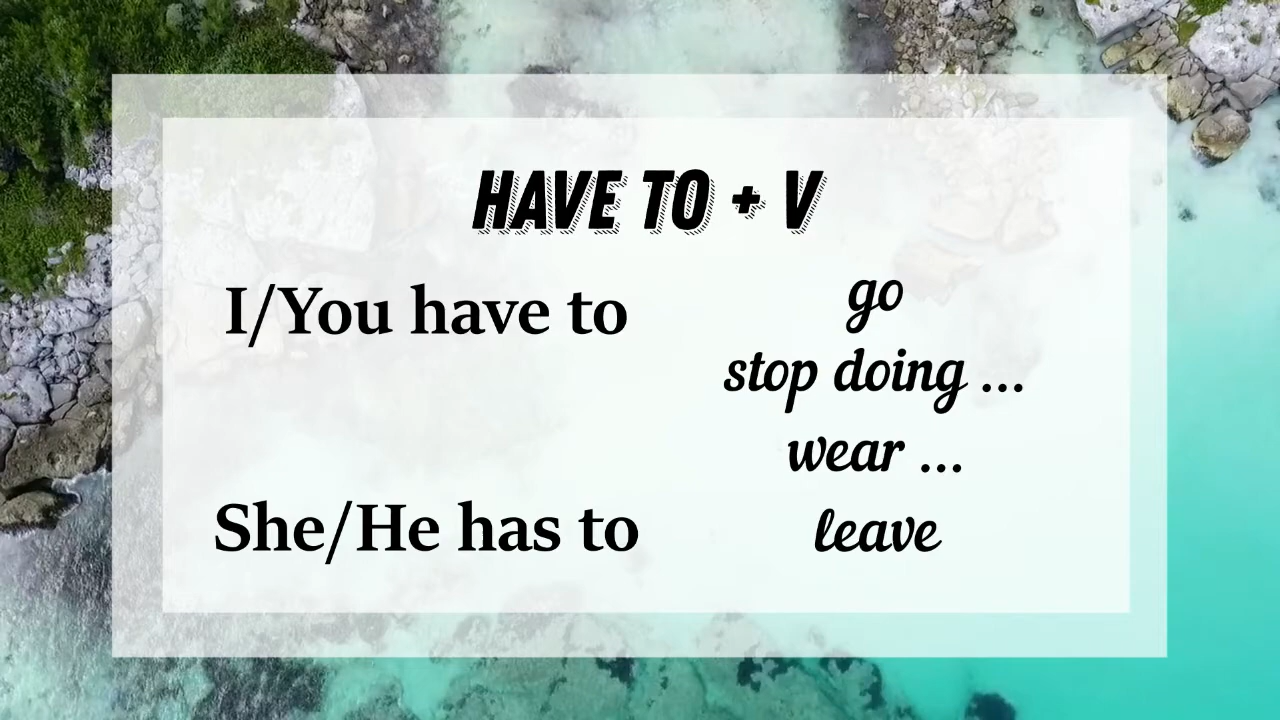 HAVE TO + V
I/You have to
She/He has to
go
stop doing ...
wear ...
leave